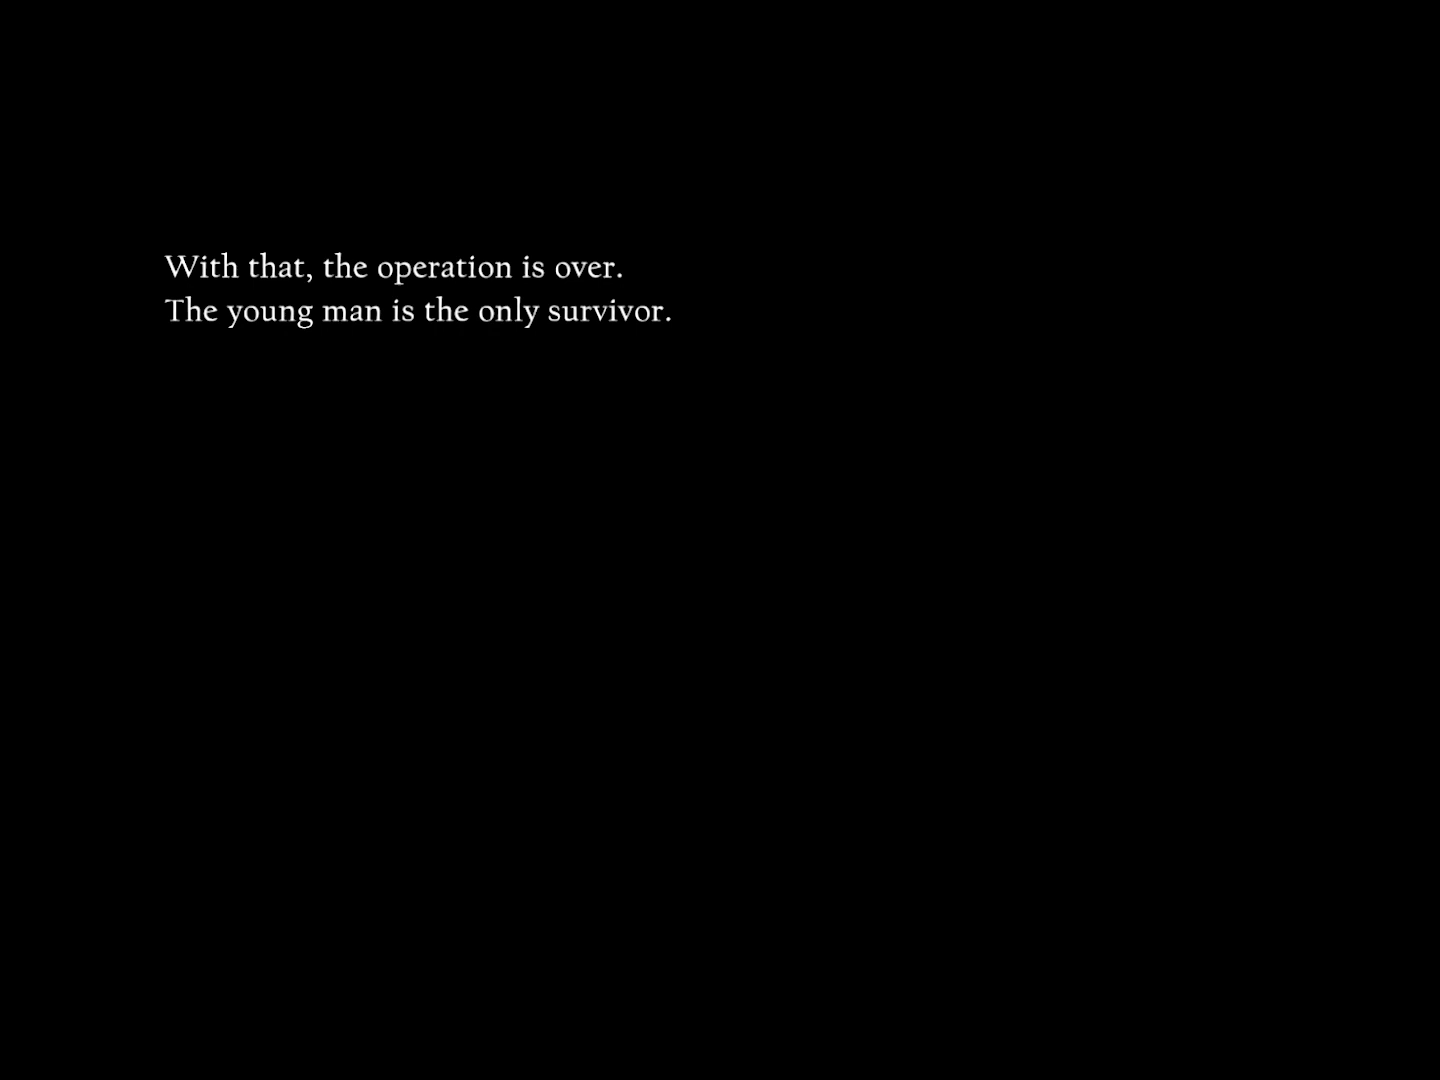 With that, the operation is over.
The young man is the only survivor.